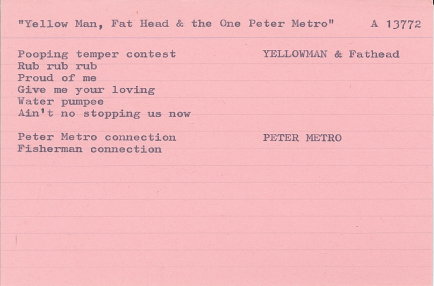 "Yellow Man, Fat Head & the One Peter Metro" A 13772
Pooping temper contest YELLOWMAN & Fathead
Rub rub rub
Proud of me
Give me your loving
Water pumpee
Ain't no stopping us now
Peter Metro connection PETER METRO
Fisherman connection